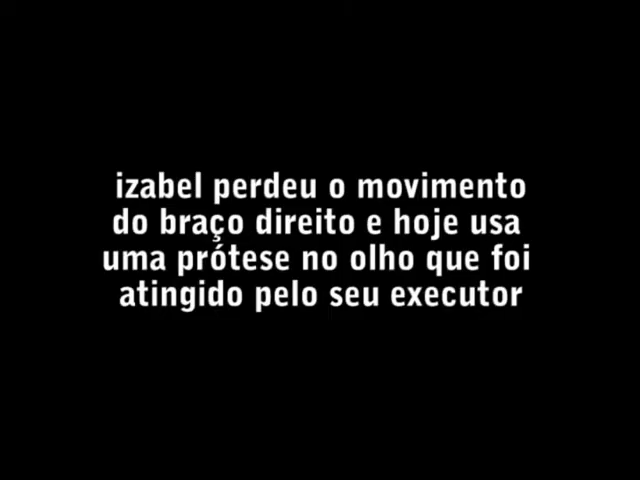 izabel perdeu o movimento
do braço direito e hoje usa
uma prótese no olho que foi
atingido pelo seu executor